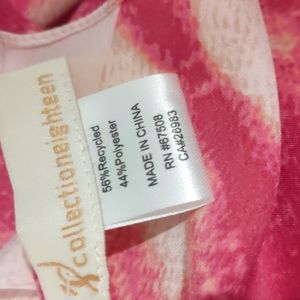 collectioneighteen
56%Recycled
44%Polyester
MADE IN CHINA
RN #67508
CA#26983